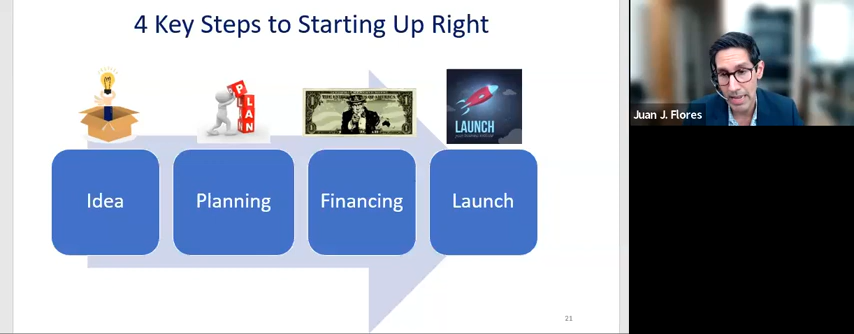 4 Key Steps to Starting Up Right
PLAN
LAUNCH
Juan J. Flores
Idea
Planning
Financing
Launch
21